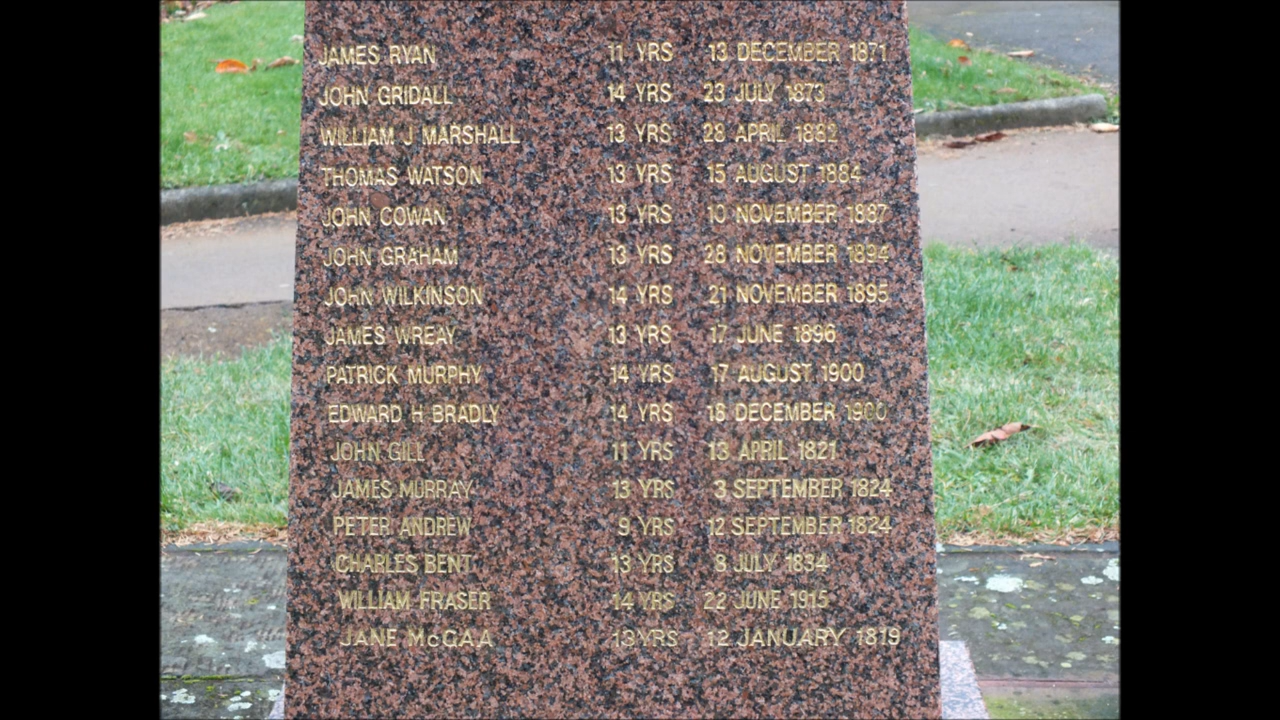 JAMES RYAN 11 YRS 13 DECEMBER 1871
JOHN GRIDALL 14 YRS 23 JULY 1873
WILLIAM J MARSHALL 13 YRS 28 APRIL 1882
THOMAS WATSON 13 YRS 15 AUGUST 1884
JOHN COWAN 13 YRS 10 NOVEMBER 1887
JOHN GRAHAM 13 YRS 28 NOVEMBER 1894
JOHN WILKINSON 14 YRS 21 NOVEMBER 1895
JAMES WREAY 13 YRS 17 JUNE 1896
PATRICK MURPHY 14 YRS 17 AUGUST 1900
EDWARD H BRADLY 14 YRS 18 DECEMBER 1900
JOHN GILL 11 YRS 13 APRIL 1821
JAMES MURRAY 13 YRS 3 SEPTEMBER 1824
PETER ANDREW 9 YRS 12 SEPTEMBER 1824
CHARLES BENT 13 YRS 8 JULY 1834
WILLIAM FRASER 14 YRS 22 JUNE 1915
JANE McGAA 13 YRS 12 JANUARY 1819